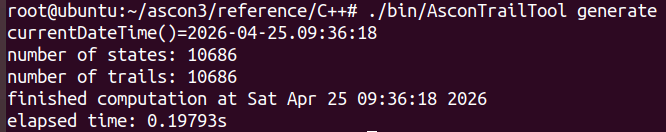 root@ubuntu:~/ascon3/reference/C++# ./bin/AsconTrailTool generate
currentDateTime()=2026-04-25.09:36:18
number of states: 10686
number of trails: 10686
finished computation at Sat Apr 25 09:36:18 2026
elapsed time: 0.19793s